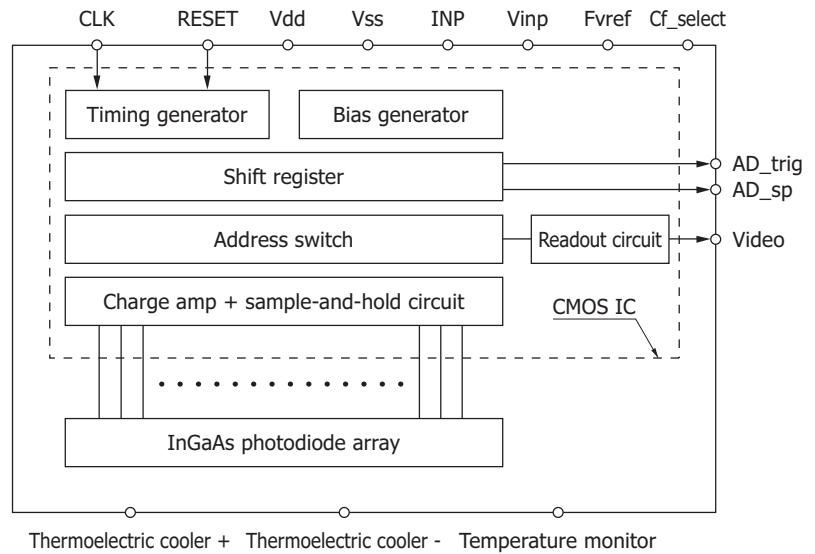 CLK RESET Vdd Vss INP Vinp Fvref Cf_select
Timing generator Bias generator
Shift register
AD_trig
AD_sp
Address switch Readout circuit Video
Charge amp + sample-and-hold circuit
CMOS IC
InGaAs photodiode array
Thermoelectric cooler + Thermoelectric cooler - Temperature monitor